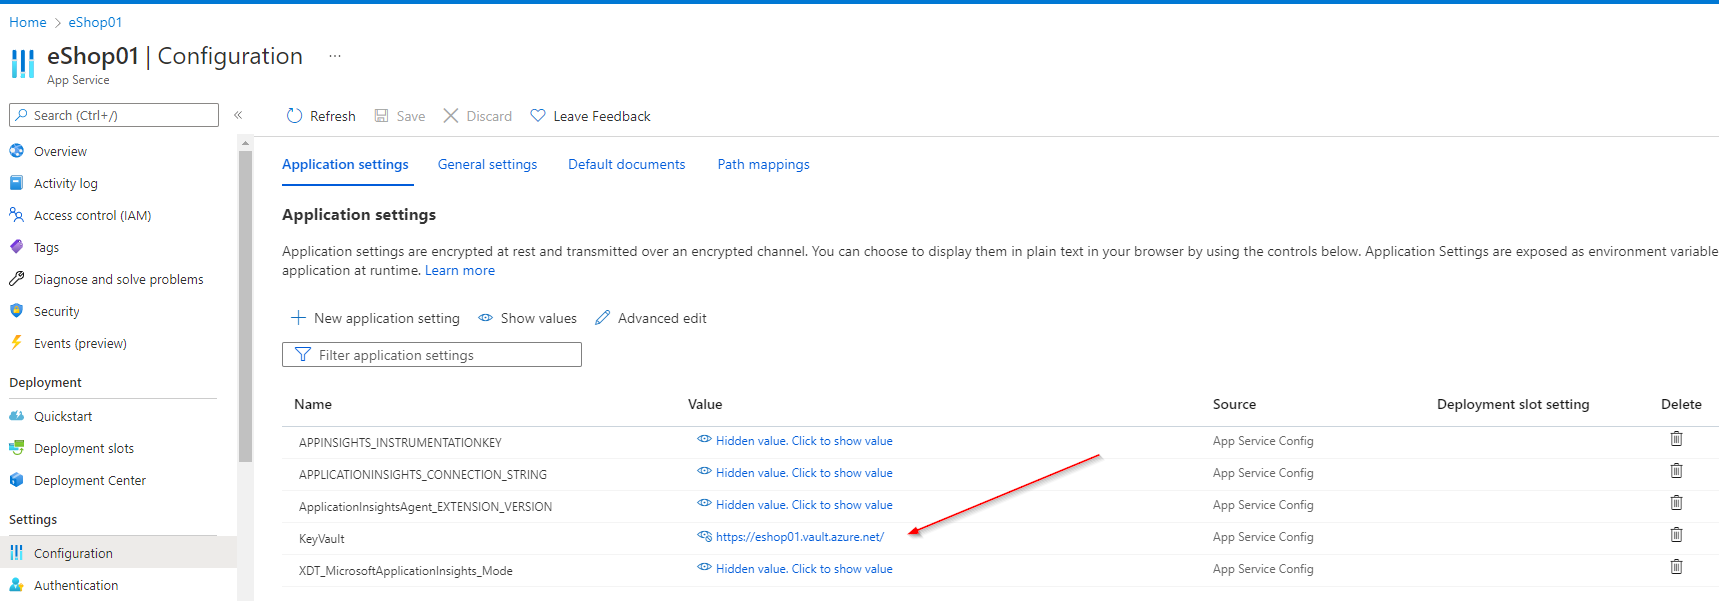 Home > eShop01
eShop01 | Configuration ...
App Service
Search (Ctrl+/)
«
Overview
Activity log
Access control (IAM)
Tags
Diagnose and solve problems
Security
Events (preview)
Deployment
Quickstart
Deployment slots
Deployment Center
Settings
Configuration
Authentication
Refresh Save Discard Leave Feedback
Application settings General settings Default documents Path mappings
Application settings
Application settings are encrypted at rest and transmitted over an encrypted channel. You can choose to display them in plain text in your browser by using the controls below. Application Settings are exposed as environment variable
application at runtime. Learn more
New application setting Show values Advanced edit
Filter application settings
Name Value Source Deployment slot setting Delete
APPINSIGHTS_INSTRUMENTATIONKEY Hidden value. Click to show value App Service Config
APPLICATIONINSIGHTS_CONNECTION_STRING Hidden value. Click to show value App Service Config
ApplicationInsightsAgent_EXTENSION_VERSION Hidden value. Click to show value App Service Config
KeyVault https://eshop01.vault.azure.net/ App Service Config
XDT_MicrosoftApplicationInsights_Mode Hidden value. Click to show value App Service Config